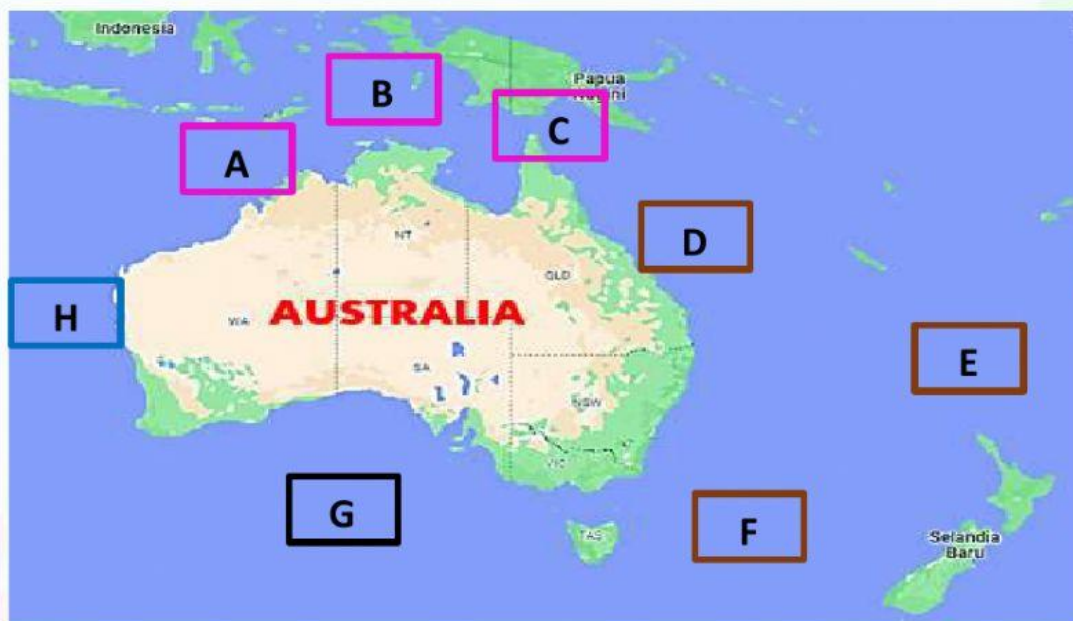 Indonesia
B
Papua
Nugini
C
A
D
NT
QLD
H
WA
AUSTRALIA
E
SA
NSW
VIC
G
F
TAS
Selandia
Baru